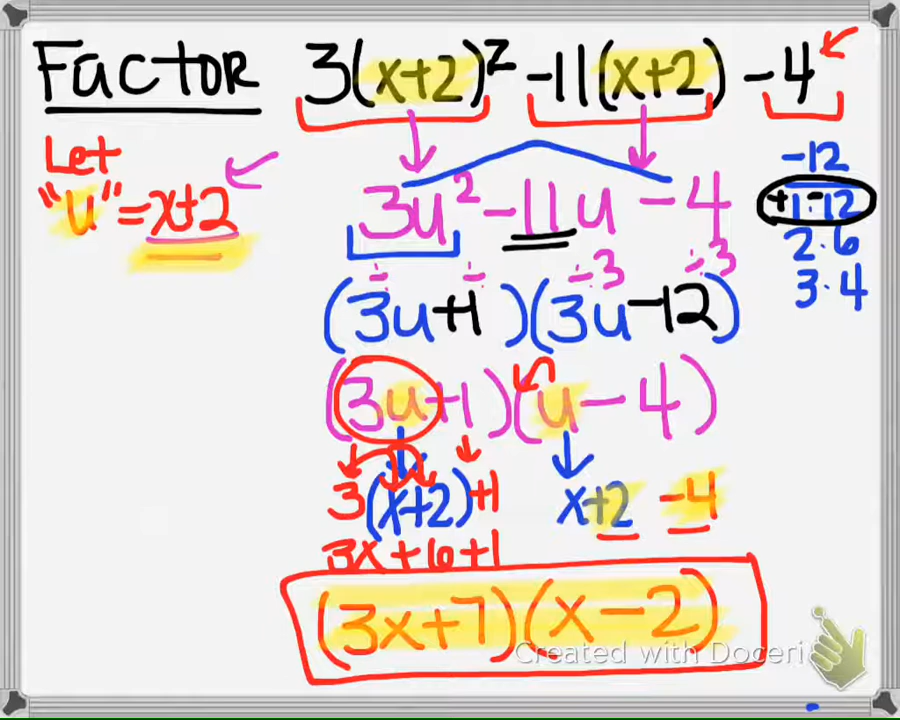 Factor 3(x+2)² -11(x+2) -4
Let
"u" = x+2
3u² -11u -4
-12
+1·-12
2·6
3·4
÷ ÷ ÷3 ÷3
(3u+1)(3u-12)
(3u+1)(u-4)
3(x+2)+1 x+2 -4
3x+6+1
(3x+7)(x-2)
Created with Doceri